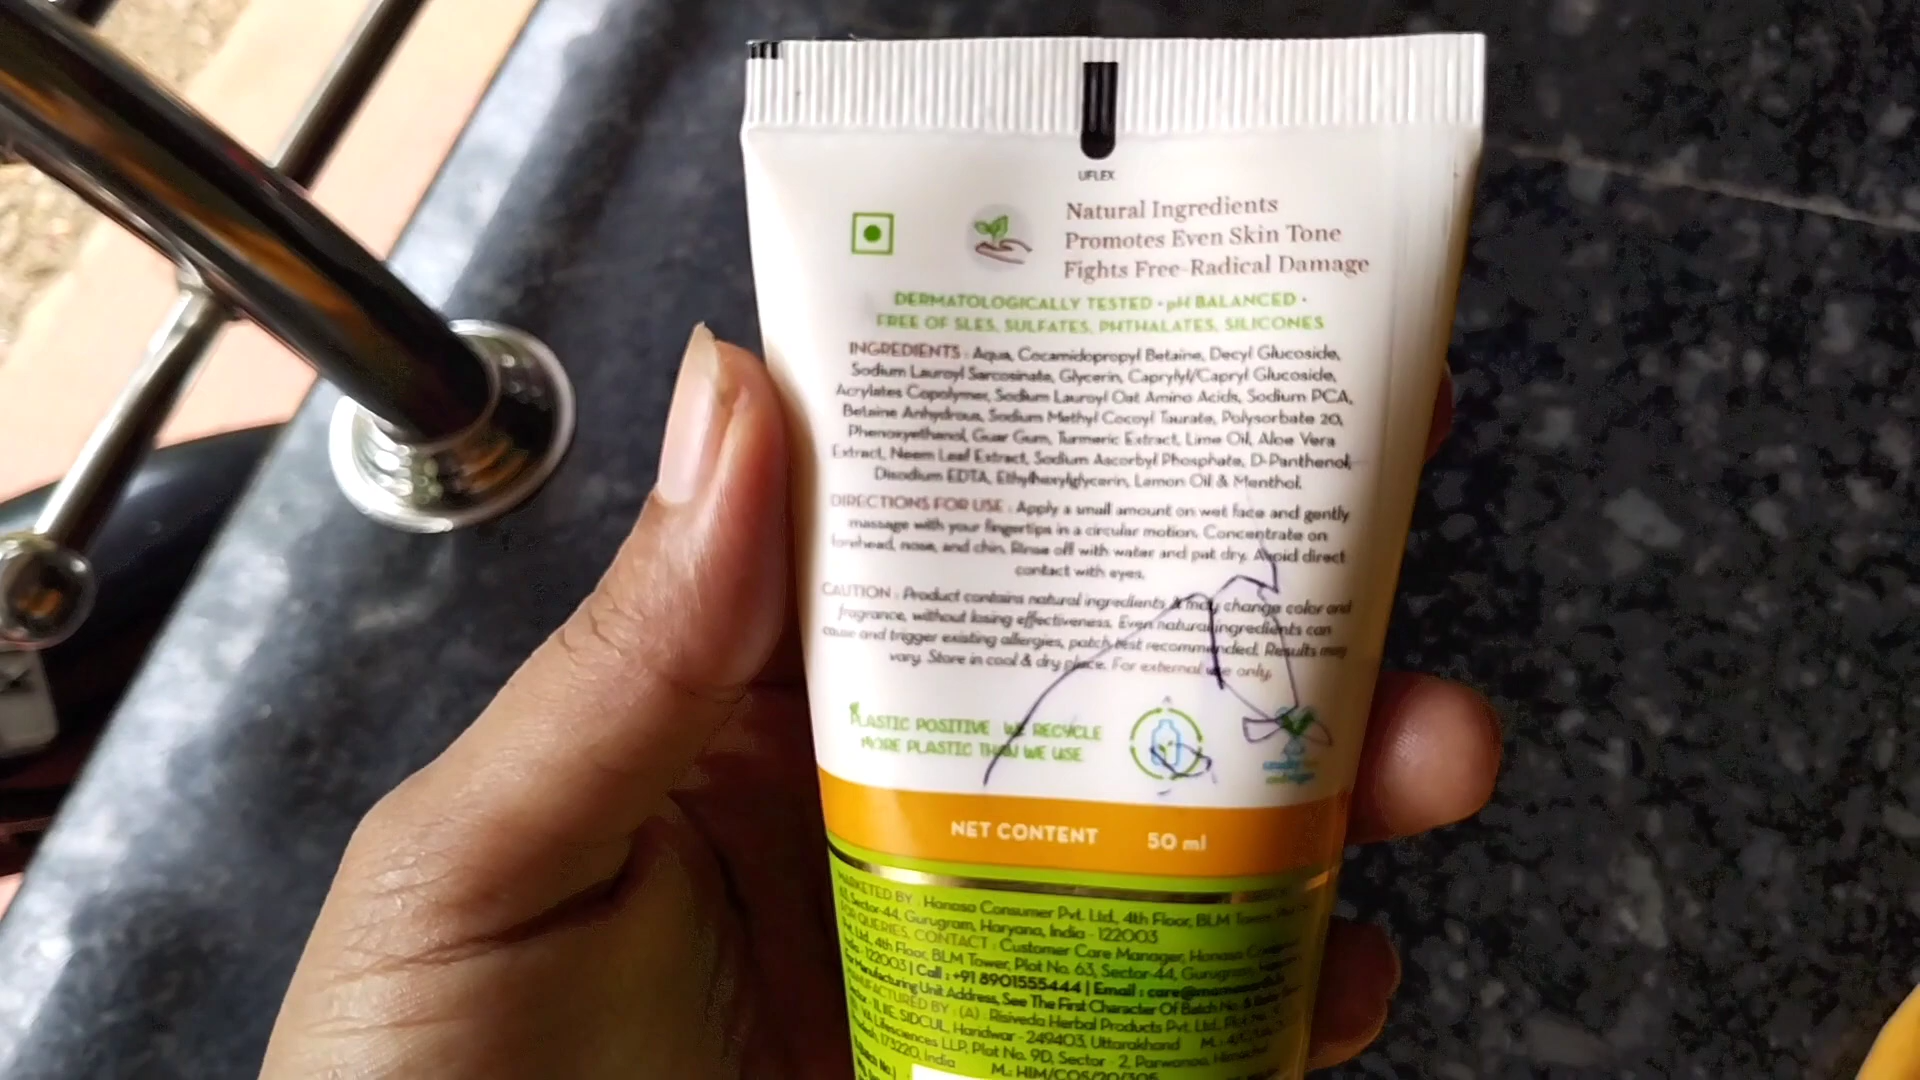 UFLEX
Natural Ingredients
Promotes Even Skin Tone
Fights Free-Radical Damage
DERMATOLOGICALLY TESTED • pH BALANCED •
FREE OF SLES, SULFATES, PHTHALATES, SILICONES
INGREDIENTS : Aqua, Cocamidopropyl Betaine, Decyl Glucoside,
Sodium Lauroyl Sarcosinate, Glycerin, Caprylyl/Capryl Glucoside,
Acrylates Copolymer, Sodium Lauroyl Oat Amino Acids, Sodium PCA,
Betaine Anhydrous, Sodium Methyl Cocoyl Taurate, Polysorbate 20,
Phenoxyethanol, Guar Gum, Turmeric Extract, Lime Oil, Aloe Vera
Extract, Neem Leaf Extract, Sodium Ascorbyl Phosphate, D-Panthenol,
Disodium EDTA, Ethylhexylglycerin, Lemon Oil & Menthol.
DIRECTIONS FOR USE : Apply a small amount on wet face and gently
massage with your fingertips in a circular motion. Concentrate on
forehead, nose, and chin. Rinse off with water and pat dry. Avoid direct
contact with eyes.
CAUTION : Product contains natural ingredients & may change color and
fragrance, without losing effectiveness. Even natural ingredients can
cause and trigger existing allergies, patch test recommended. Results may
vary. Store in cool & dry place. For external use only.
PLASTIC POSITIVE WE RECYCLE
MORE PLASTIC THAN WE USE
NET CONTENT 50 ml
MARKETED BY : Honasa Consumer Pvt. Ltd., 4th Floor, BLM Tower,
63, Sector-44, Gurugram, Haryana, India - 122003
FOR QUERIES, CONTACT : Customer Care Manager, Honasa
Pvt. Ltd., 4th Floor, BLM Tower, Plot No. 63, Sector-44, Gurugram,
India - 122003 | Call : +91 8901555444 | Email :
For Manufacturing Unit Address, See The First Character Of Batch No. &
MANUFACTURED BY : (A) : Risiveda Herbal Products Pvt. Ltd., Plot No.
IIE, SIDCUL, Haridwar - 249403, Uttarakhand
Lifesciences LLP, Plot No. 9D, Sector - 2, Parwanoo,
173220, India M.: HIM/COS/20/305